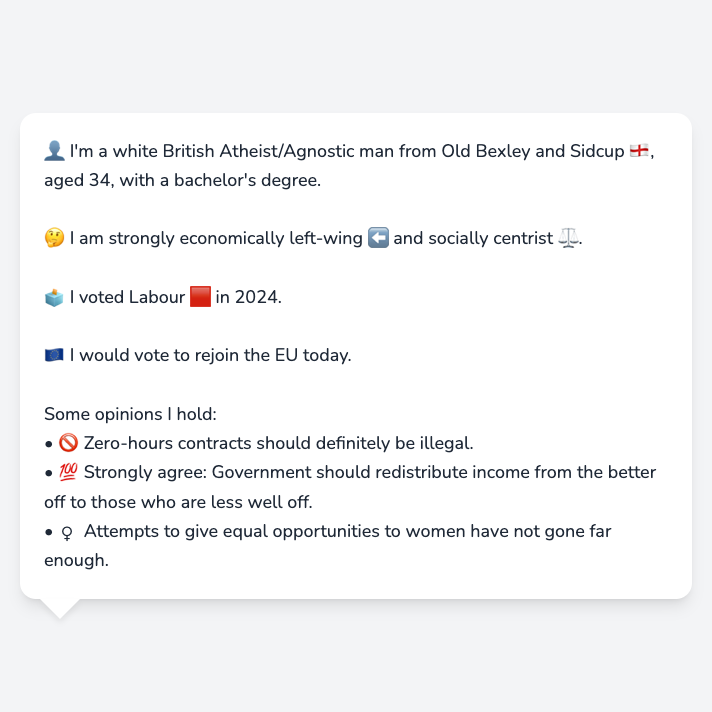 👤 I'm a white British Atheist/Agnostic man from Old Bexley and Sidcup 🏴󠁧󠁢󠁥󠁮󠁧󠁿,
aged 34, with a bachelor's degree.
🤔 I am strongly economically left-wing ⬅️ and socially centrist ⚖️.
🗳️ I voted Labour 🟥 in 2024.
🇪🇺 I would vote to rejoin the EU today.
Some opinions I hold:
• 🚫 Zero-hours contracts should definitely be illegal.
• 💯 Strongly agree: Government should redistribute income from the better
off to those who are less well off.
• ♀ Attempts to give equal opportunities to women have not gone far
enough.